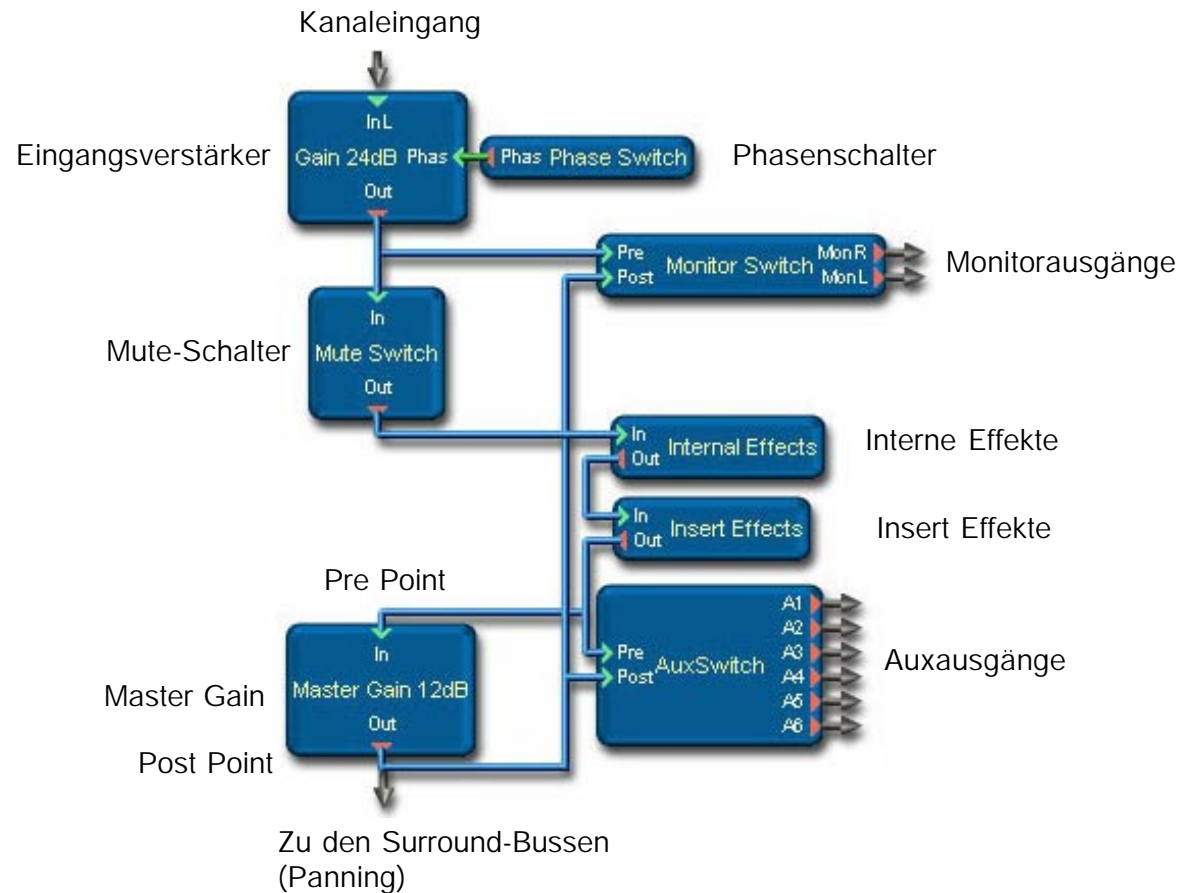 Kanaleingang
InL
Eingangsverstärker
Gain 24dB
Phas
Phas
Phase Switch
Phasenschalter
Out
Pre
Post
Monitor Switch
MonR
MonL
Monitorausgänge
In
Mute-Schalter
Mute Switch
Out
In
Out
Internal Effects
Interne Effekte
In
Out
Insert Effects
Insert Effekte
Pre Point
In
Master Gain
Master Gain 12dB
Out
Post Point
Pre
Post
AuxSwitch
A1
A2
A3
A4
A5
A6
Auxausgänge
Zu den Surround-Bussen
(Panning)